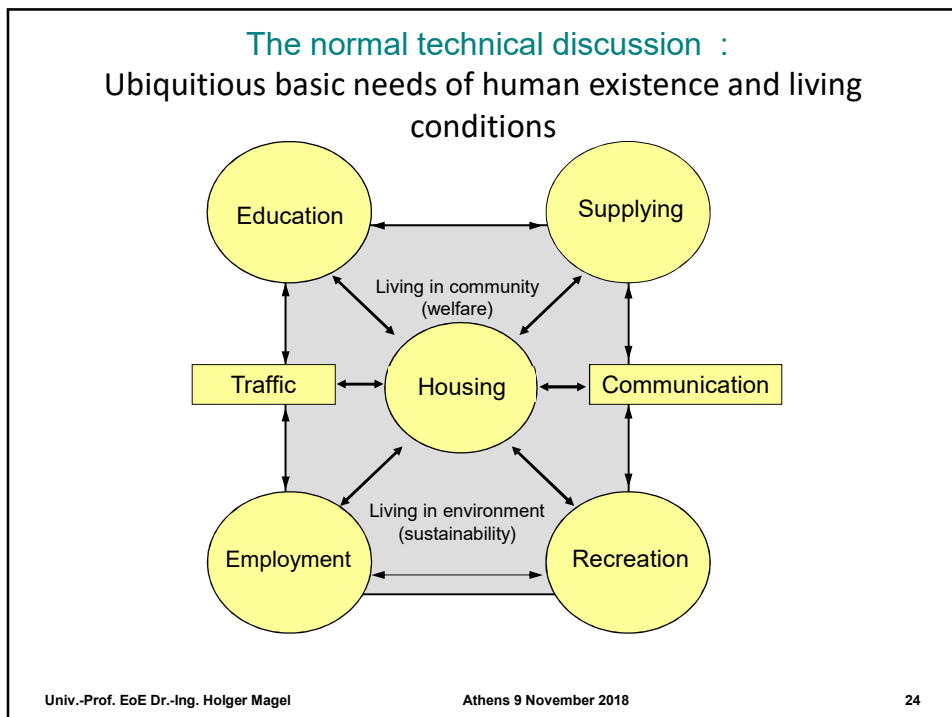 The normal technical discussion :
Ubiquitious basic needs of human existence and living
conditions
Education
Supplying
Living in community
(welfare)
Traffic
Housing
Communication
Living in environment
(sustainability)
Employment
Recreation
Univ.-Prof. EoE Dr.-Ing. Holger Magel
Athens 9 November 2018
24